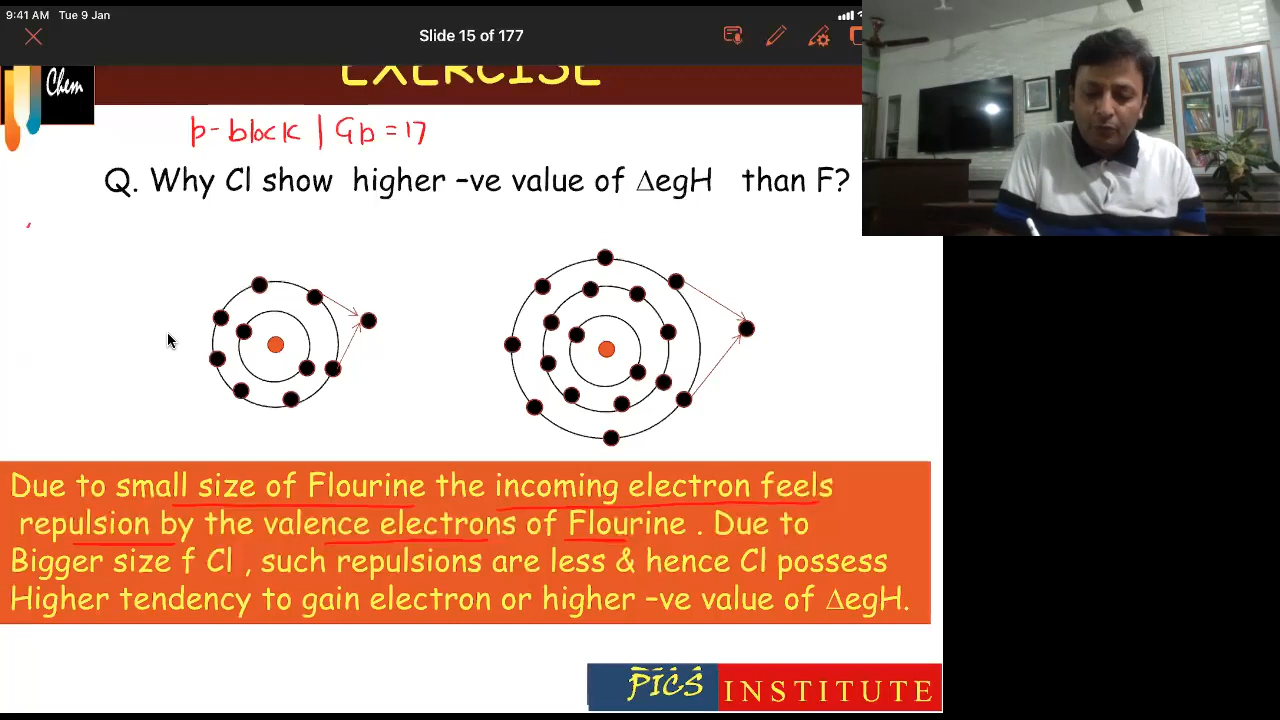 9:41 AM Tue 9 Jan
Slide 15 of 177
Chem
EXERCISE
p-block | Gp = 17
Q. Why Cl show higher –ve value of ∆egH than F?
Due to small size of Flourine the incoming electron feels
repulsion by the valence electrons of Flourine . Due to
Bigger size f Cl , such repulsions are less & hence Cl possess
Higher tendency to gain electron or higher –ve value of ∆egH.
PICS INSTITUTE